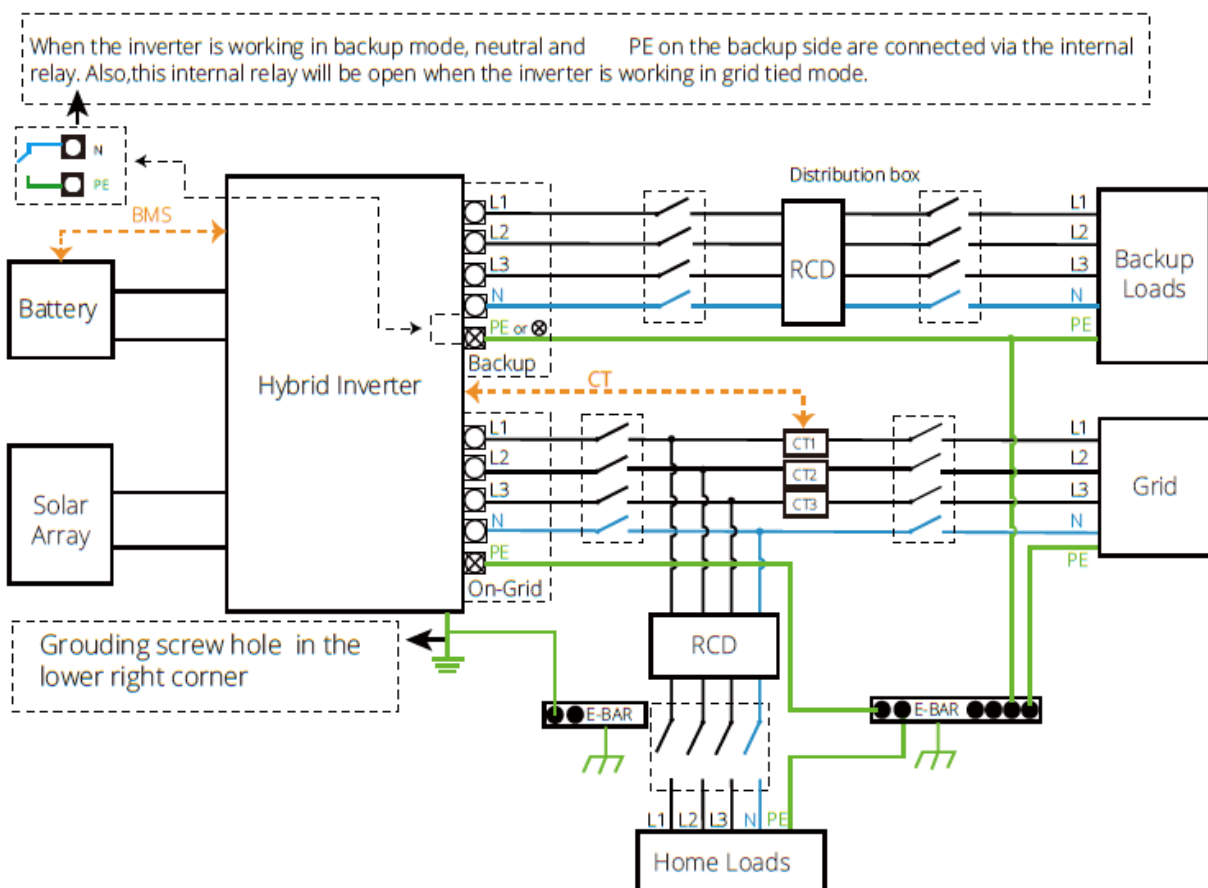 When the inverter is working in backup mode, neutral and PE on the backup side are connected via the internal
relay. Also,this internal relay will be open when the inverter is working in grid tied mode.
N
PE
BMS
Battery
Solar
Array
Hybrid Inverter
L1
L2
L3
N
PE or ⊗
Backup
Distribution box
RCD
L1
L2
L3
N
PE
Backup
Loads
CT
L1
L2
L3
N
PE
On-Grid
CT1
CT2
CT3
L1
L2
L3
N
PE
Grid
Grouding screw hole in the
lower right corner
RCD
E-BAR
E-BAR
L1 L2 L3 N PE
Home Loads